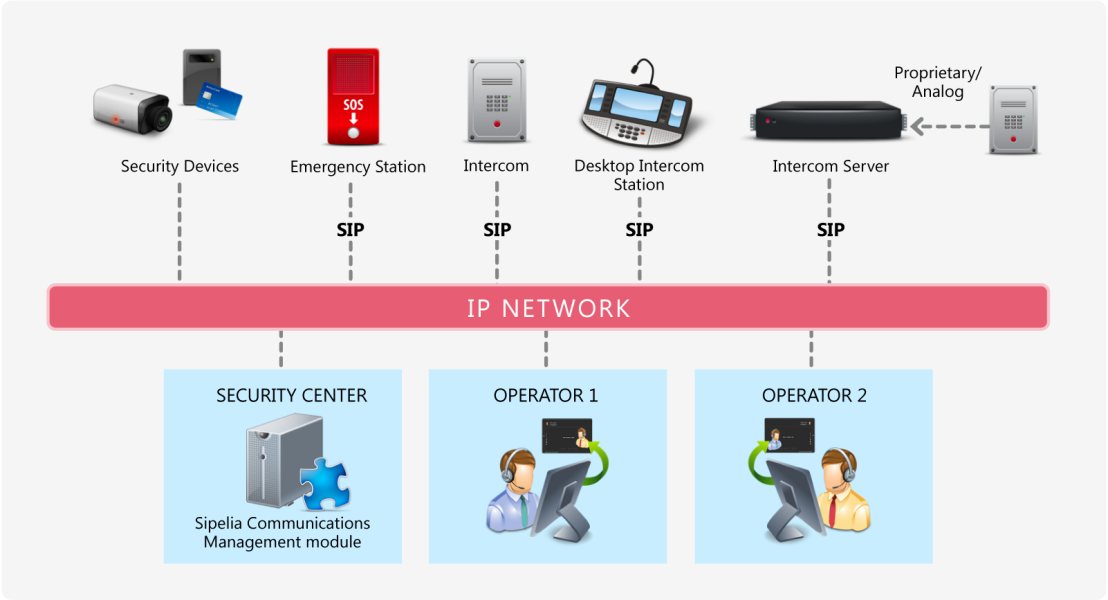 Proprietary/
Analog
SOS
Security Devices
Emergency Station
Intercom
Desktop Intercom
Station
Intercom Server
SIP
SIP
SIP
SIP
IP NETWORK
SECURITY CENTER
OPERATOR 1
OPERATOR 2
Sipelia Communications
Management module